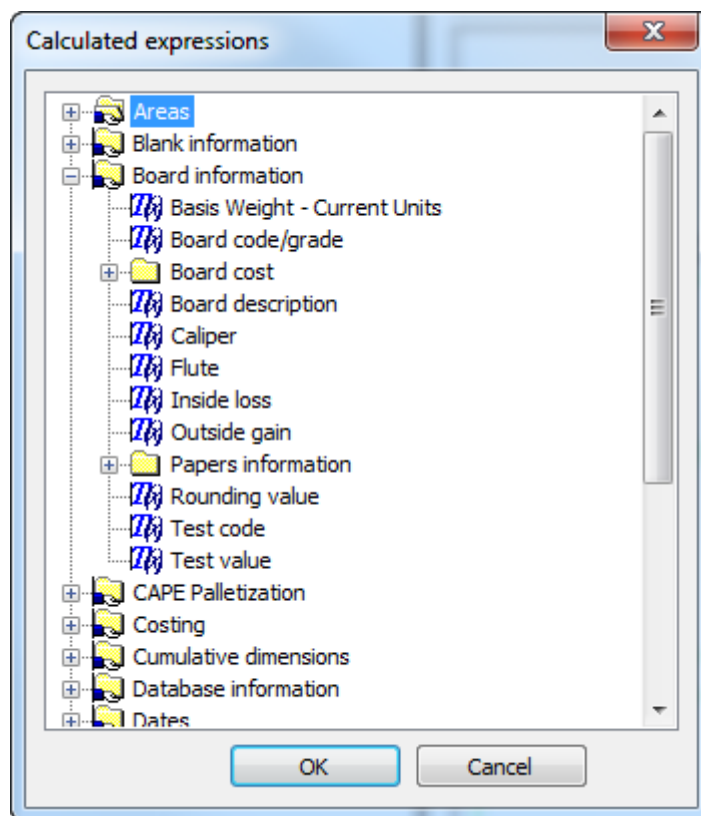 Calculated expressions
Areas
Blank information
Board information
Basis Weight - Current Units
Board code/grade
Board cost
Board description
Caliper
Flute
Inside loss
Outside gain
Papers information
Rounding value
Test code
Test value
CAPE Palletization
Costing
Cumulative dimensions
Database information
Dates
OK Cancel